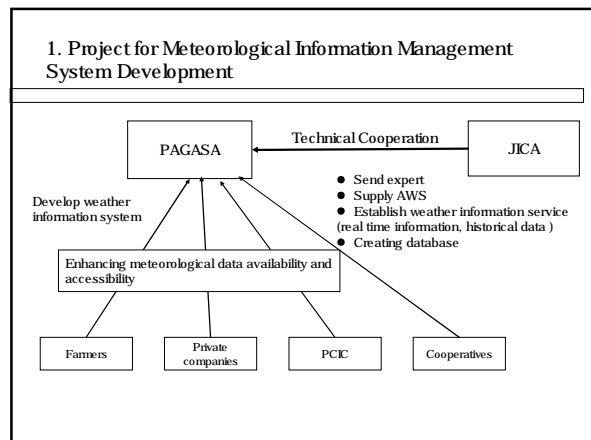 1. Project for Meteorological Information Management
System Development
PAGASA
Technical Cooperation
JICA
● Send expert
● Supply AWS
● Establish weather information service
(real time information, historical data )
● Creating database
Develop weather
information system
Enhancing meteorological data availability and
accessibility
Farmers
Private
companies
PCIC
Cooperatives